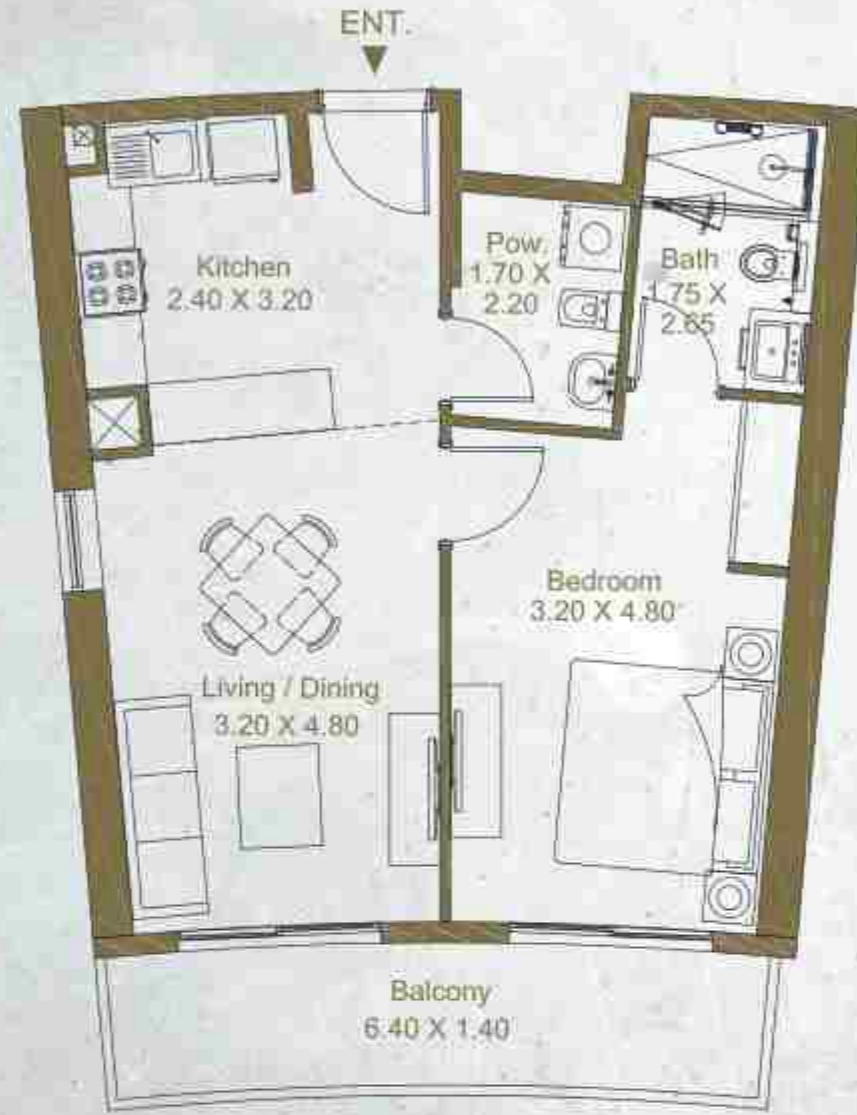 ENT.
Kitchen
2.40 X 3.20
Pow.
1.70 X
2.20
Bath
1.75 X
2.65
Bedroom
3.20 X 4.80
Living / Dining
3.20 X 4.80
Balcony
6.40 X 1.40